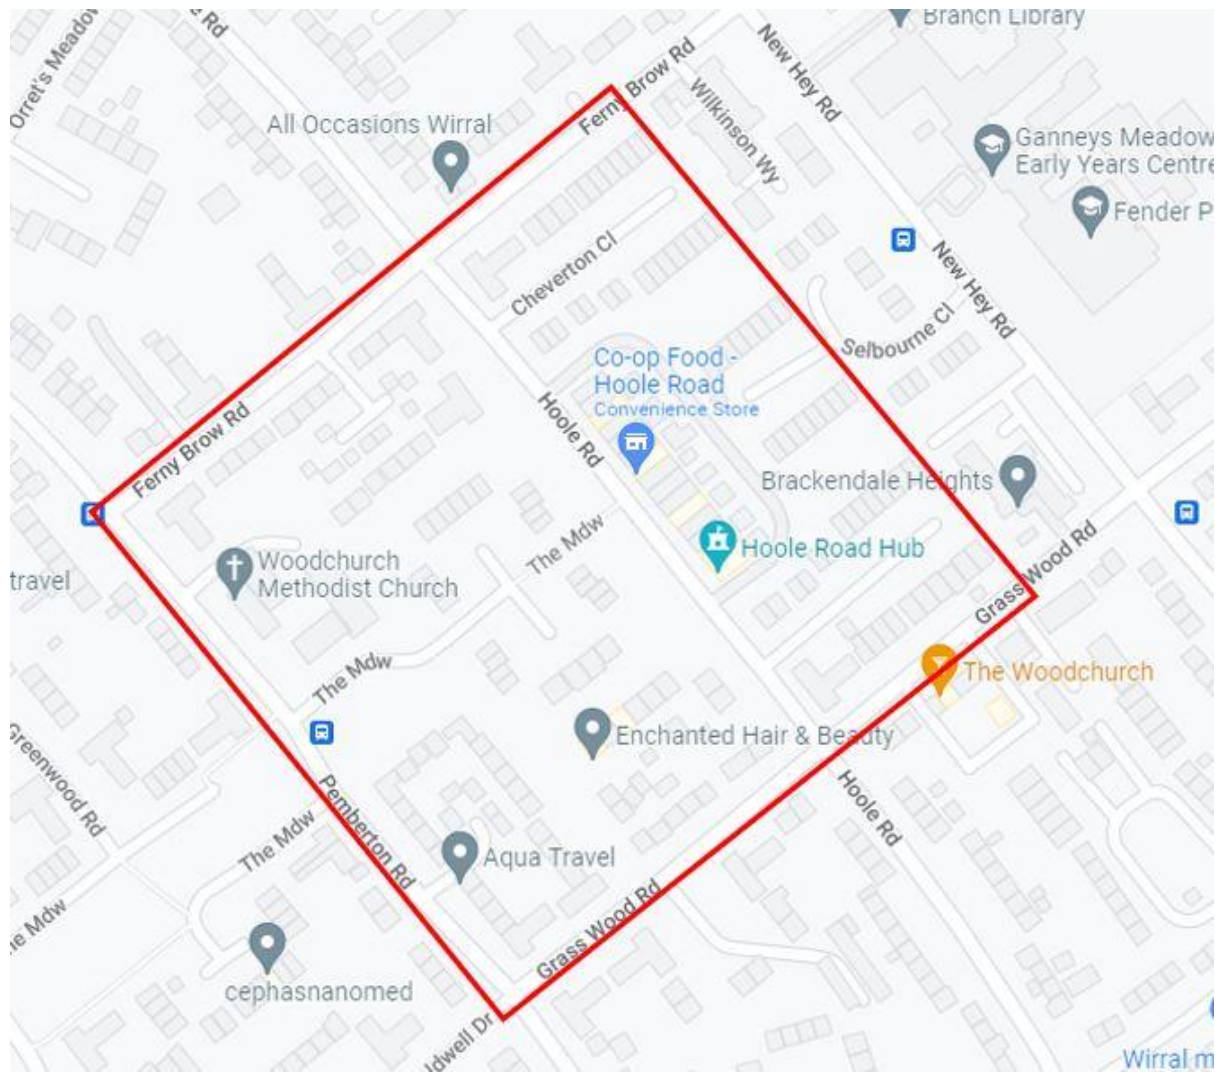 Branch Library
New Hey Rd
Orret's Meadow
Ferny Brow Rd
Wilkinson Wy
All Occasions Wirral
Ganneys Meadow
Early Years Centre
Fender P
Cheverton Cl
New Hey Rd
Selbourne Cl
Co-op Food -
Hoole Road
Convenience Store
Hoole Rd
Ferny Brow Rd
Brackendale Heights
The Mdw
Hoole Road Hub
Woodchurch
Methodist Church
travel
Grass Wood Rd
The Mdw
The Woodchurch
Enchanted Hair & Beauty
Greenwood Rd
Pemberton Rd
Hoole Rd
The Mdw
Aqua Travel
Grass Wood Rd
Mdw
cephasnanomed
ldwell Dr
Wirral m